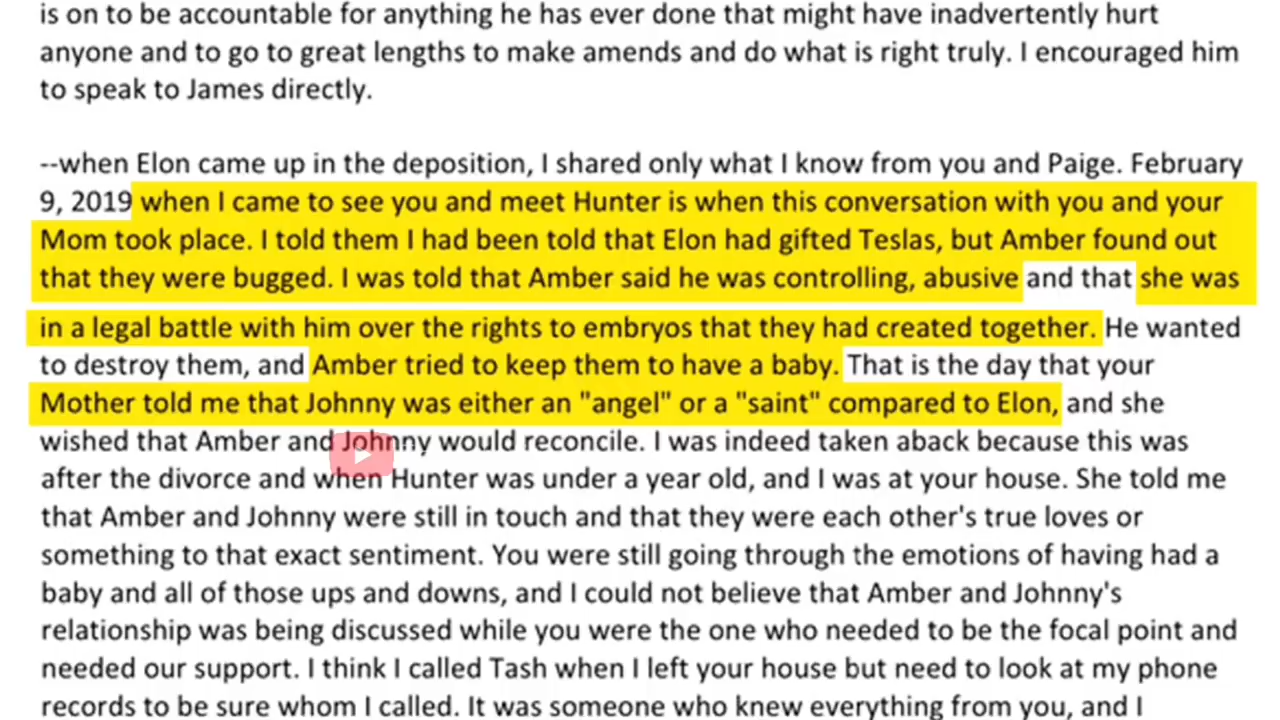 is on to be accountable for anything he has ever done that might have inadvertently hurt
anyone and to go to great lengths to make amends and do what is right truly. I encouraged him
to speak to James directly.
--when Elon came up in the deposition, I shared only what I know from you and Paige. February
9, 2019 when I came to see you and meet Hunter is when this conversation with you and your
Mom took place. I told them I had been told that Elon had gifted Teslas, but Amber found out
that they were bugged. I was told that Amber said he was controlling, abusive and that she was
in a legal battle with him over the rights to embryos that they had created together. He wanted
to destroy them, and Amber tried to keep them to have a baby. That is the day that your
Mother told me that Johnny was either an "angel" or a "saint" compared to Elon, and she
wished that Amber and Johnny would reconcile. I was indeed taken aback because this was
after the divorce and when Hunter was under a year old, and I was at your house. She told me
that Amber and Johnny were still in touch and that they were each other's true loves or
something to that exact sentiment. You were still going through the emotions of having had a
baby and all of those ups and downs, and I could not believe that Amber and Johnny's
relationship was being discussed while you were the one who needed to be the focal point and
needed our support. I think I called Tash when I left your house but need to look at my phone
records to be sure whom I called. It was someone who knew everything from you, and I